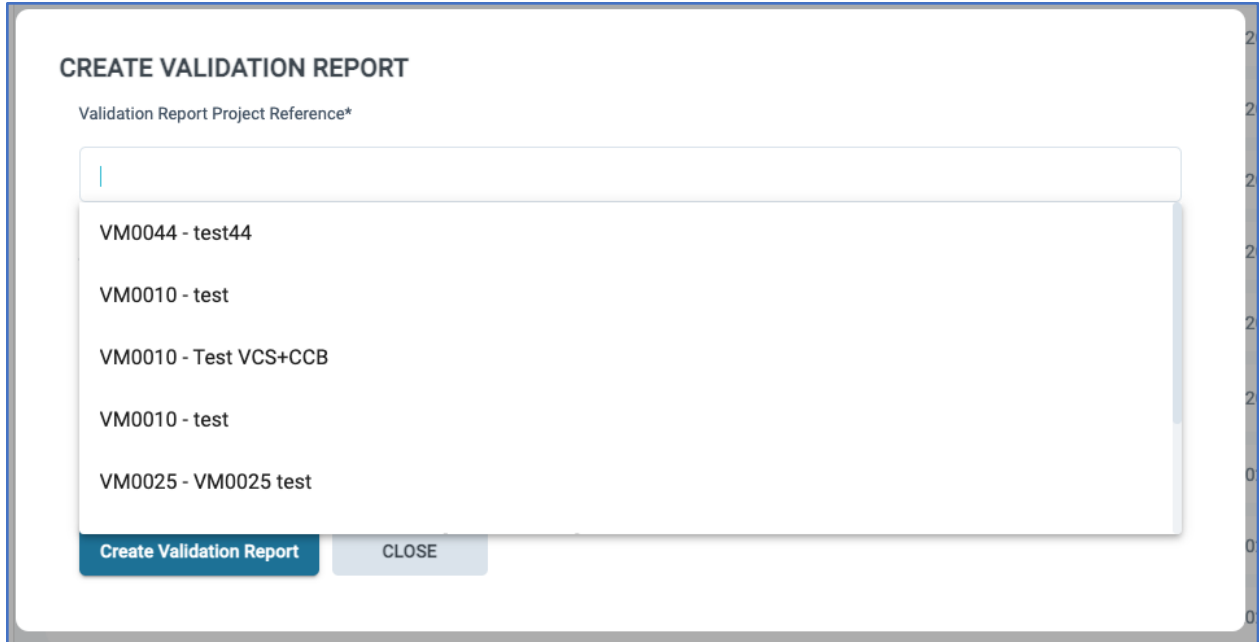 CREATE VALIDATION REPORT
Validation Report Project Reference*
VM0044 - test44
VM0010 - test
VM0010 - Test VCS+CCB
VM0010 - test
VM0025 - VM0025 test
Create Validation Report CLOSE